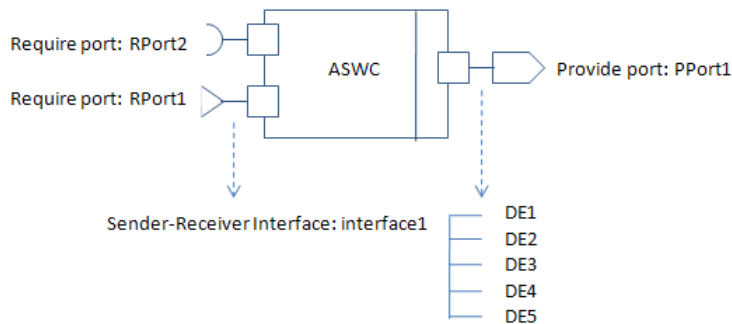 Require port: RPort2
ASWC
Provide port: PPort1
Require port: RPort1
Sender-Receiver Interface: interface1
DE1
DE2
DE3
DE4
DE5